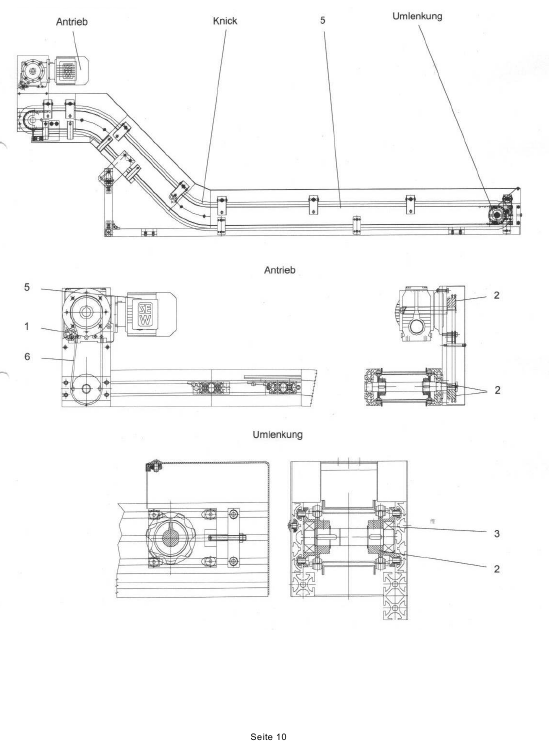 Antrieb
Knick
5
Umlenkung
Antrieb
5
1
6
SEW
2
2
Umlenkung
3
2
Seite 10